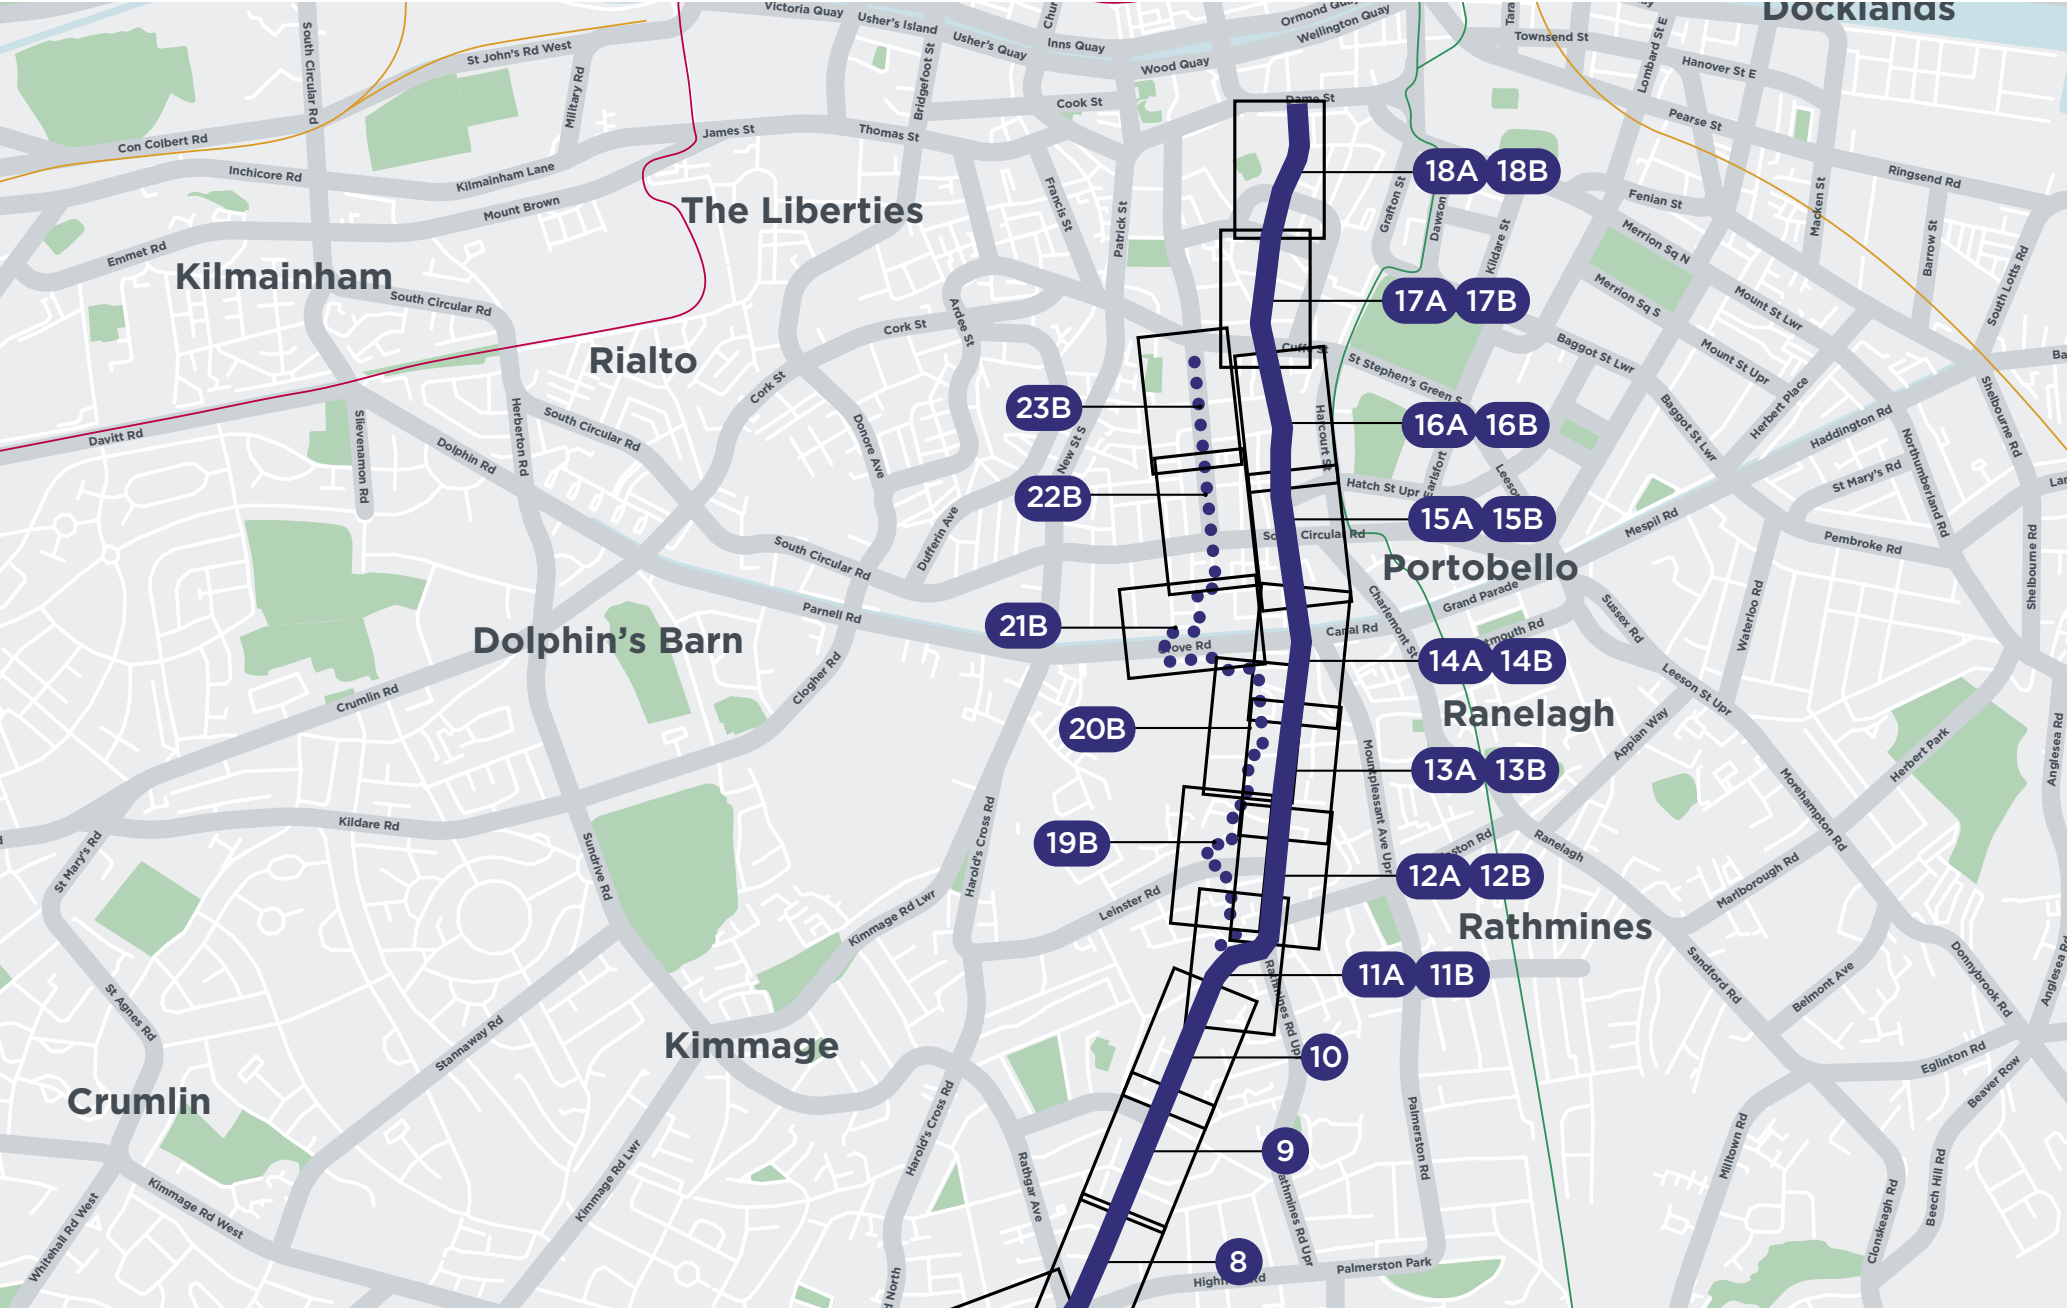 Docklands
Victoria Quay
Usher's Island
Usher's Quay
Inns Quay
Wood Quay
Ormond Quay
Wellington Quay
Townsend St
Lombard St E
Hanover St E
St John's Rd West
South Circular Rd
Military Rd
Bridgefoot St
Cook St
Dame St
Pearse St
Con Colbert Rd
James St
Thomas St
Inchicore Rd
Kilmainham Lane
Mount Brown
18A 18B
Ringsend Rd
Francis St
Patrick St
Grafton St
Dawson
Kildare St
Fenian St
Macken St
The Liberties
Emmet Rd
Merrion Sq N
Barrow St
South Lotts Rd
Kilmainham
South Circular Rd
17A 17B
Merrion Sq S
Mount St Lwr
Ardee St
Cork St
Rialto
Cork St
St Stephen's Green S
Baggot St Lwr
Mount St Upr
Herbert Place
Shelbourne Rd
23B
16A 16B
Harcourt St
Baggot St Lwr
Haddington Rd
Davitt Rd
Slievenamon Rd
Herberton Rd
South Circular Rd
Dolphin Rd
Donore Ave
New St S
Hatch St Upr
Earlsfort
Northumberland Rd
St Mary's Rd
22B
15A 15B
Mespil Rd
Dufferin Ave
South Circular Rd
Pembroke Rd
Shelbourne Rd
South Circular Rd
Portobello
Grand Parade
Charlemont St
Parnell Rd
21B
Canal Rd
Sussex Rd
Waterloo Rd
Dolphin's Barn
14A 14B
Leeson St Upr
Clogher Rd
Crumlin Rd
Ranelagh
20B
Appian Way
Herbert Park
Anglesea Rd
13A 13B
Mountpleasant Ave Upr
Morehampton Rd
Kildare Rd
St Mary's Rd
Sundrive Rd
Harold's Cross Rd
19B
Ranelagh
12A 12B
Marlborough Rd
Leinster Rd
Kimmage Rd Lwr
Rathmines
Sandford Rd
Belmont Ave
Donnybrook Rd
Anglesea Rd
11A 11B
Rathmines Rd Upr
St Agnes Rd
Stannaway Rd
Kimmage
10
Eglinton Rd
Beaver Row
Crumlin
Harold's Cross Rd
Palmerston Rd
Milltown Rd
9
Kimmage Rd Lwr
Rathgar Ave
Rathmines Rd Upr
Kimmage Rd West
Whitehall Rd West
Clonskeagh Rd
Beech Hill Rd
8
Palmerston Park